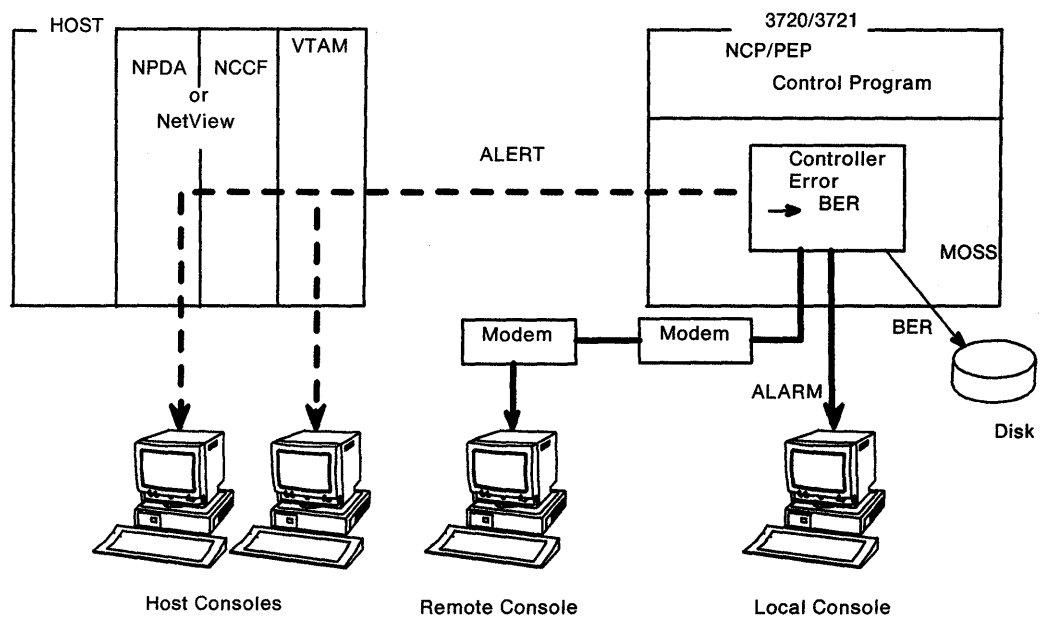 HOST
3720/3721
VTAM
NCP/PEP
NPDA
NCCF
or
NetView
Control Program
ALERT
Controller
Error
BER
MOSS
BER
Modem
Modem
ALARM
Disk
Host Consoles
Remote Console
Local Console